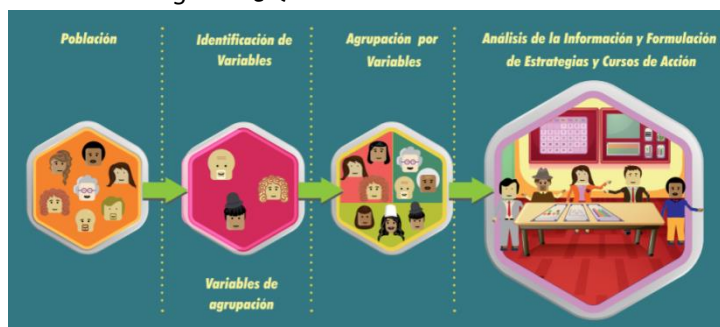 Población
Identificación de
Variables
Agrupación por
Variables
Análisis de la Información y Formulación
de Estrategias y Cursos de Acción
Variables de
agrupación